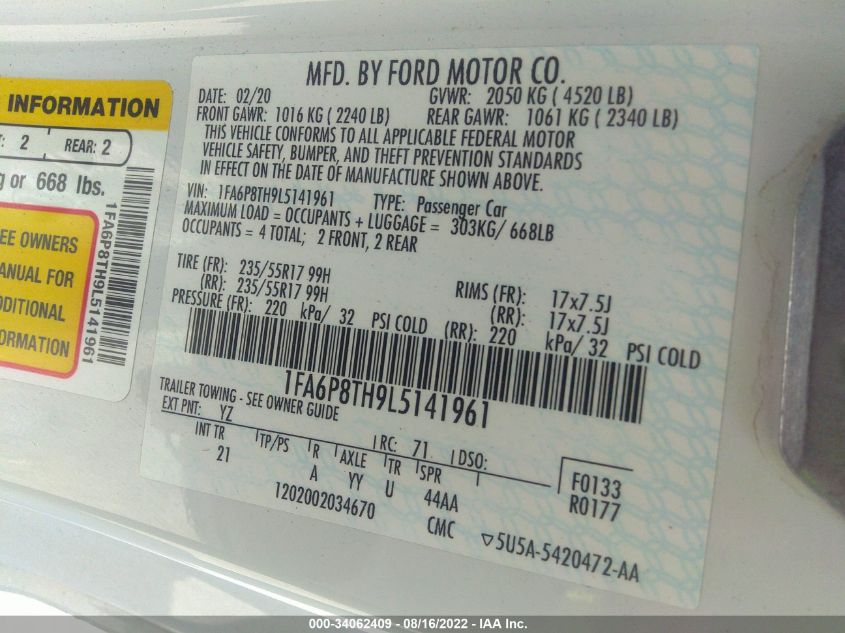 INFORMATION
: 2 REAR: 2
g or 668 lbs.
1FA6P8TH9L5141961
EE OWNERS
ANUAL FOR
DDITIONAL
FORMATION
MFD. BY FORD MOTOR CO.
DATE: 02/20 GVWR: 2050 KG ( 4520 LB)
FRONT GAWR: 1016 KG ( 2240 LB) REAR GAWR: 1061 KG ( 2340 LB)
THIS VEHICLE CONFORMS TO ALL APPLICABLE FEDERAL MOTOR
VEHICLE SAFETY, BUMPER, AND THEFT PREVENTION STANDARDS
IN EFFECT ON THE DATE OF MANUFACTURE SHOWN ABOVE.
VIN: 1FA6P8TH9L5141961 TYPE: Passenger Car
MAXIMUM LOAD = OCCUPANTS + LUGGAGE = 303KG/ 668LB
OCCUPANTS = 4 TOTAL; 2 FRONT, 2 REAR
TIRE (FR): 235/55R17 99H RIMS (FR): 17x7.5J
(RR): 235/55R17 99H (RR): 17x7.5J
PRESSURE (FR): 220 kPa/ 32 PSI COLD (RR): 220 kPa/ 32 PSI COLD
1FA6P8TH9L5141961
TRAILER TOWING - SEE OWNER GUIDE
EXT PNT: YZ RC: 71 DSO:
INT TR TP/PS R AXLE TR SPR
21 A YY U 44AA
F0133
R0177
1202002034670 CMC ▽5U5A-5420472-AA
000-34062409 - 08/16/2022 - IAA Inc.